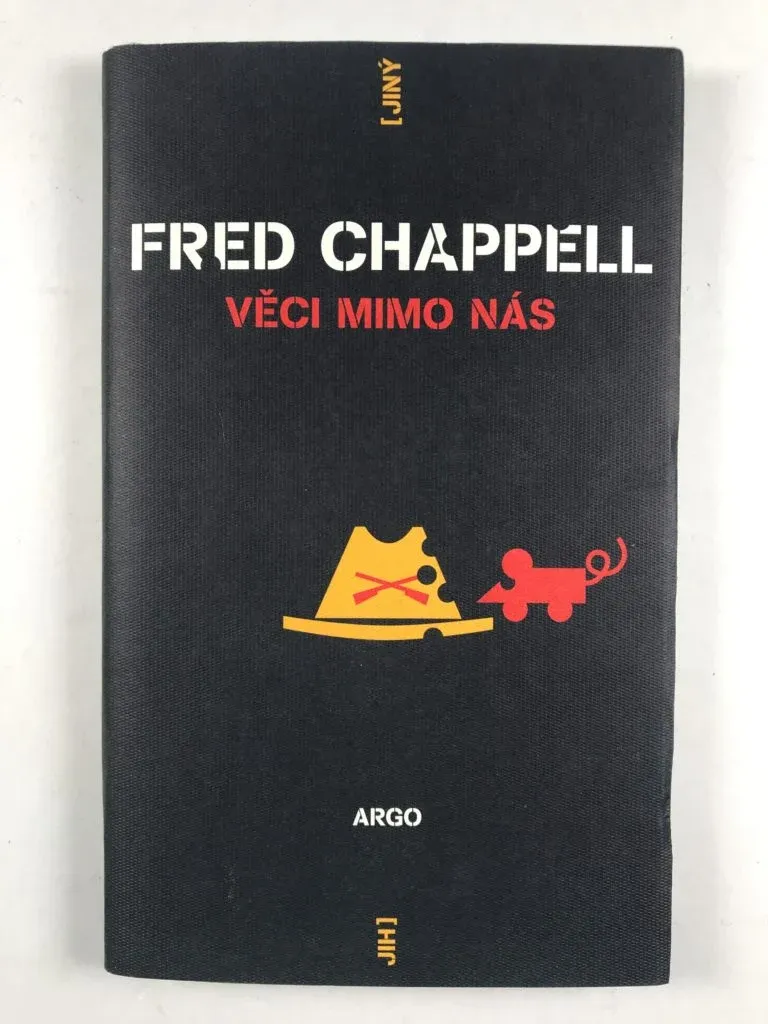 [JINÝ
FRED CHAPPELL
VĚCI MIMO NÁS
ARGO
JIH]